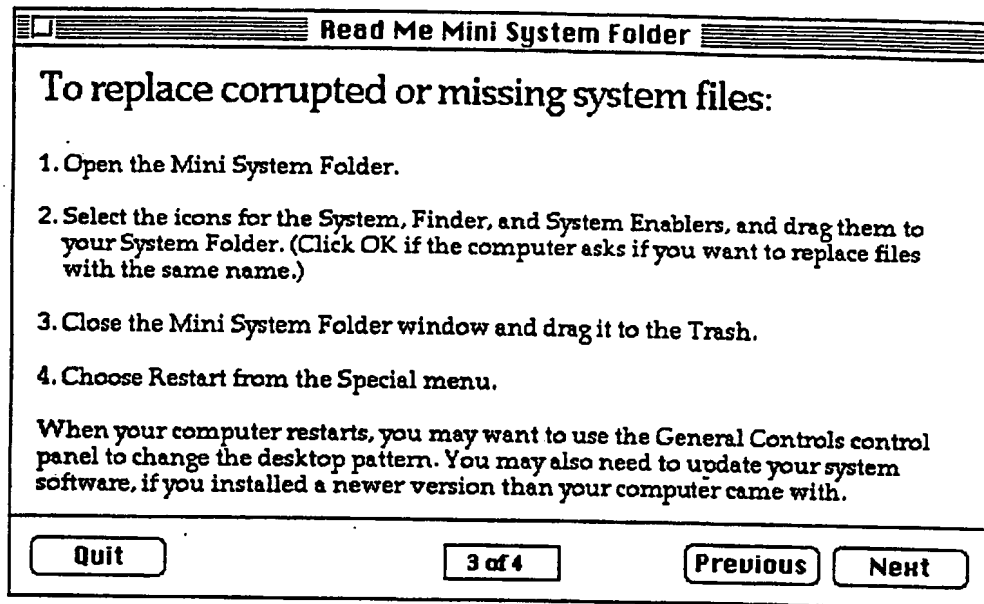 Read Me Mini System Folder
To replace corrupted or missing system files:
1. Open the Mini System Folder.
2. Select the icons for the System, Finder, and System Enablers, and drag them to
your System Folder. (Click OK if the computer asks if you want to replace files
with the same name.)
3. Close the Mini System Folder window and drag it to the Trash.
4. Choose Restart from the Special menu.
When your computer restarts, you may want to use the General Controls control
panel to change the desktop pattern. You may also need to update your system
software, if you installed a newer version than your computer came with.
Quit
3 of 4
Previous
Next